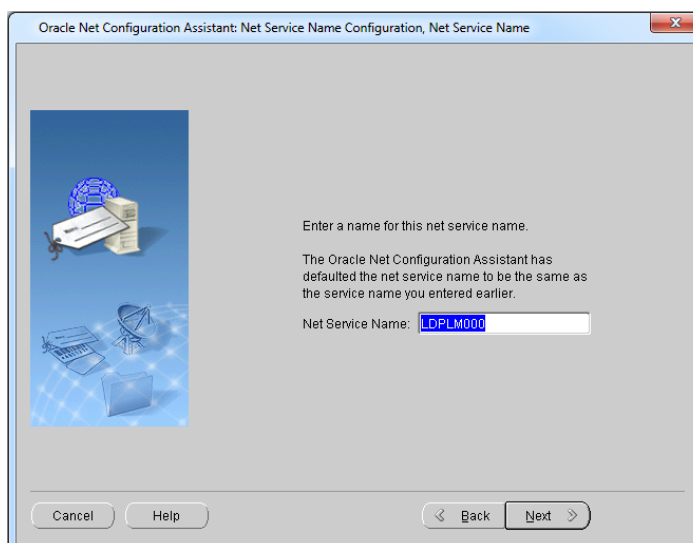 Oracle Net Configuration Assistant: Net Service Name Configuration, Net Service Name
Enter a name for this net service name.
The Oracle Net Configuration Assistant has
defaulted the net service name to be the same as
the service name you entered earlier.
Net Service Name: LDPLM000
Cancel Help Back Next